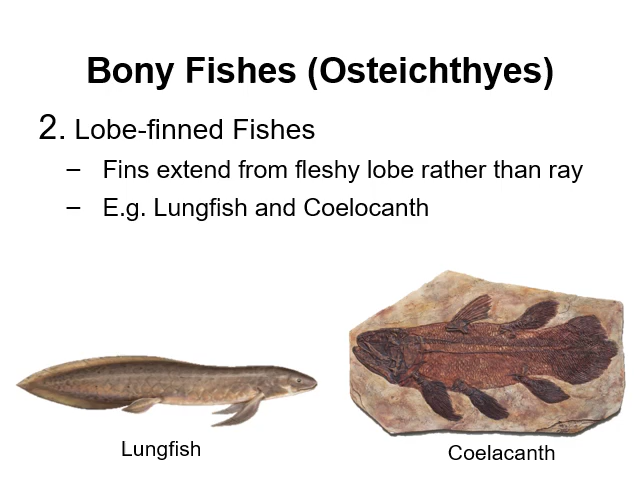 Bony Fishes (Osteichthyes)
2. Lobe-finned Fishes
– Fins extend from fleshy lobe rather than ray
– E.g. Lungfish and Coelocanth
Lungfish
Coelacanth